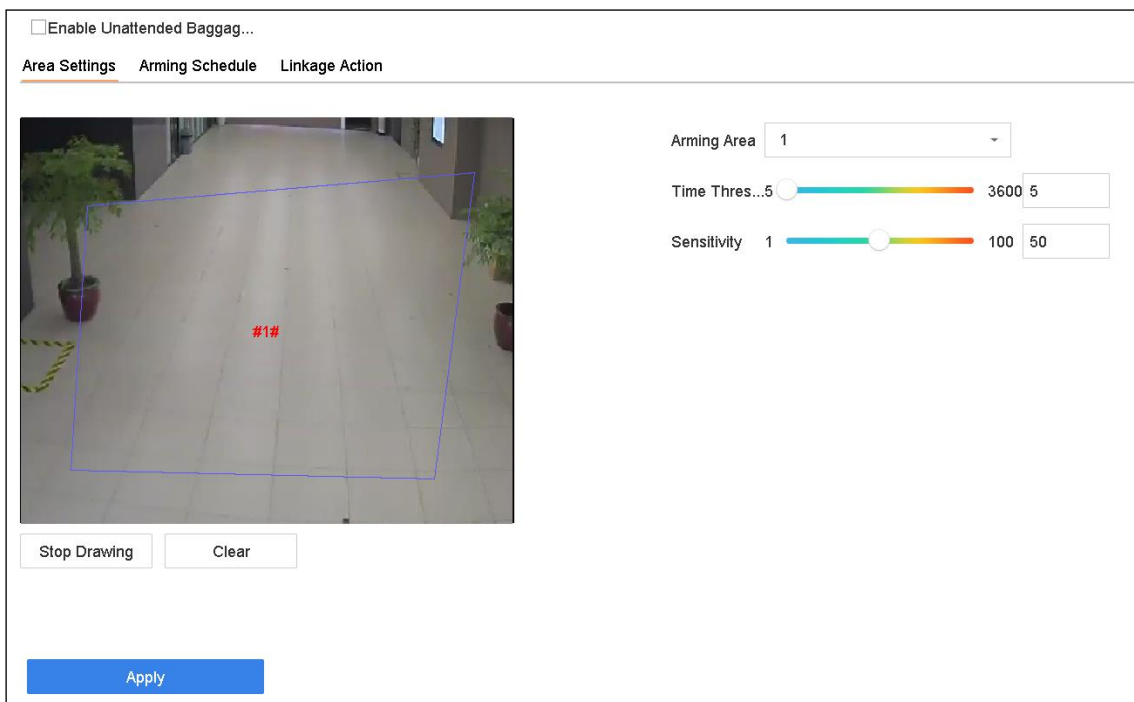 Enable Unattended Baggag...
Area Settings Arming Schedule Linkage Action
Arming Area 1
Time Thres...5 3600 5
Sensitivity 1 100 50
#1#
Stop Drawing Clear
Apply